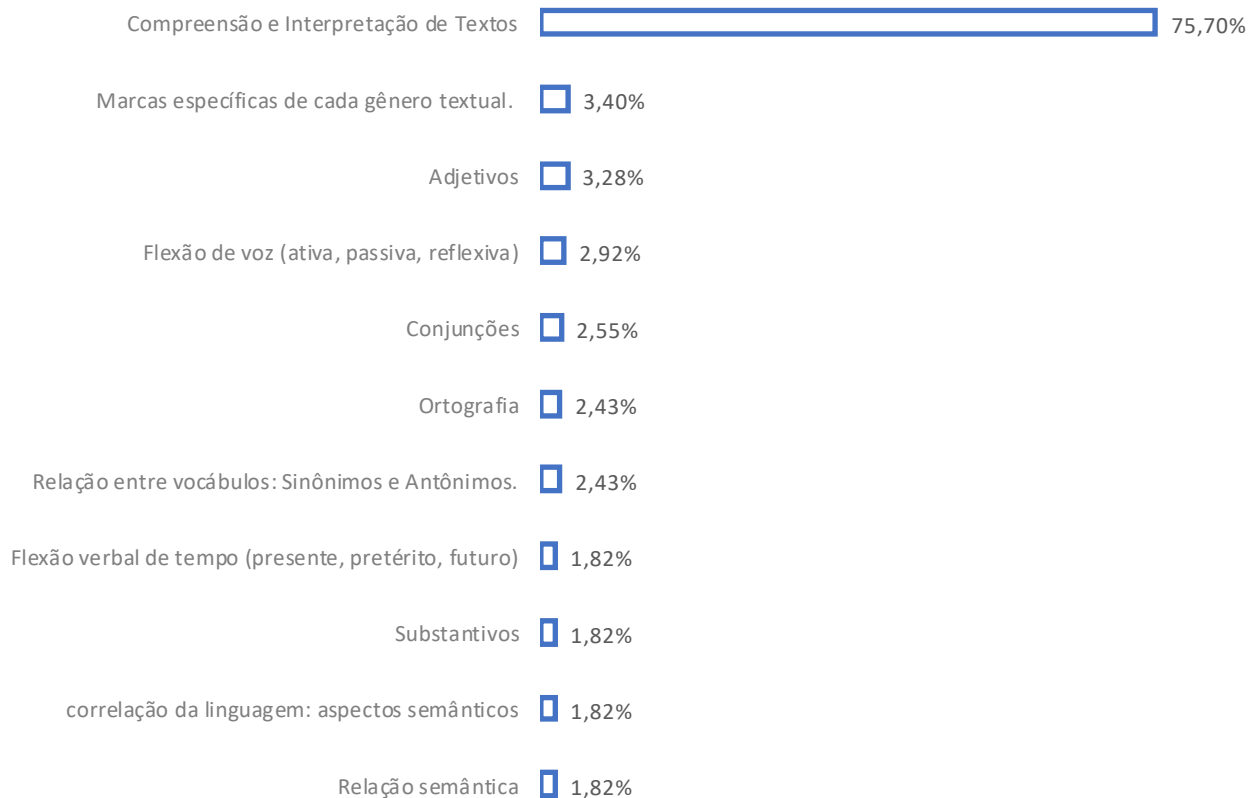 Compreensão e Interpretação de Textos 75,70%
Marcas específicas de cada gênero textual. 3,40%
Adjetivos 3,28%
Flexão de voz (ativa, passiva, reflexiva) 2,92%
Conjunções 2,55%
Ortografia 2,43%
Relação entre vocábulos: Sinônimos e Antônimos. 2,43%
Flexão verbal de tempo (presente, pretérito, futuro) 1,82%
Substantivos 1,82%
correlação da linguagem: aspectos semânticos 1,82%
Relação semântica 1,82%